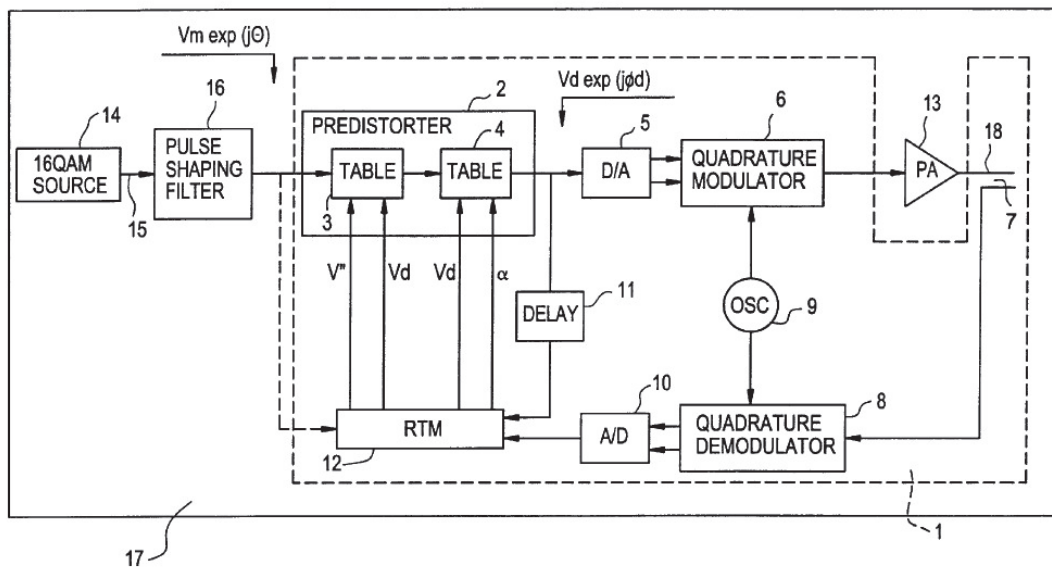 Vm exp (jΘ)
Vd exp (jød)
14
16
2
4
5
6
13
18
16QAM
SOURCE
PULSE
SHAPING
FILTER
PREDISTORTER
TABLE
TABLE
D/A
QUADRATURE
MODULATOR
PA
7
15
3
V"
Vd
Vd
α
11
DELAY
OSC
9
10
8
RTM
A/D
QUADRATURE
DEMODULATOR
12
17
1